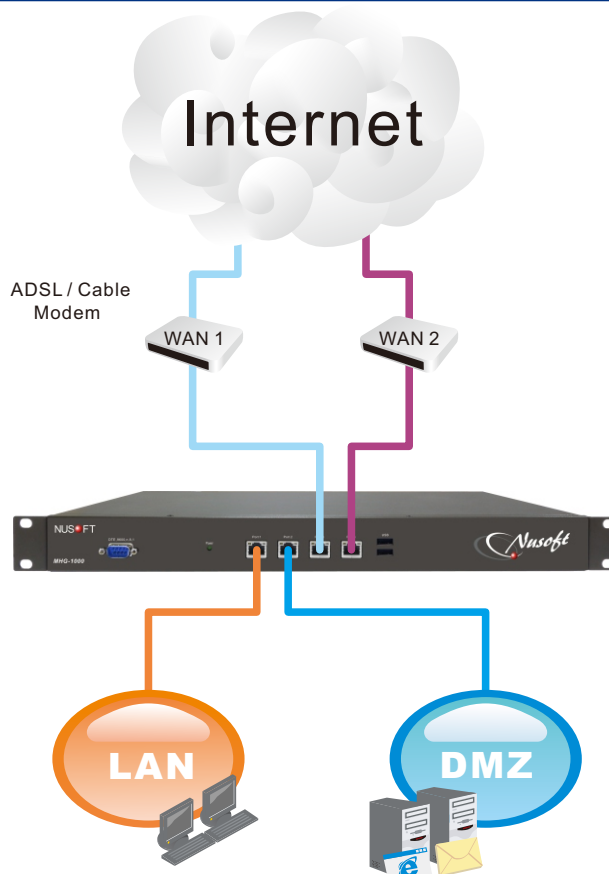 Internet
ADSL / Cable
Modem
WAN 1
WAN 2
NUSOFT
MHG-1000
Nusoft
LAN
DMZ